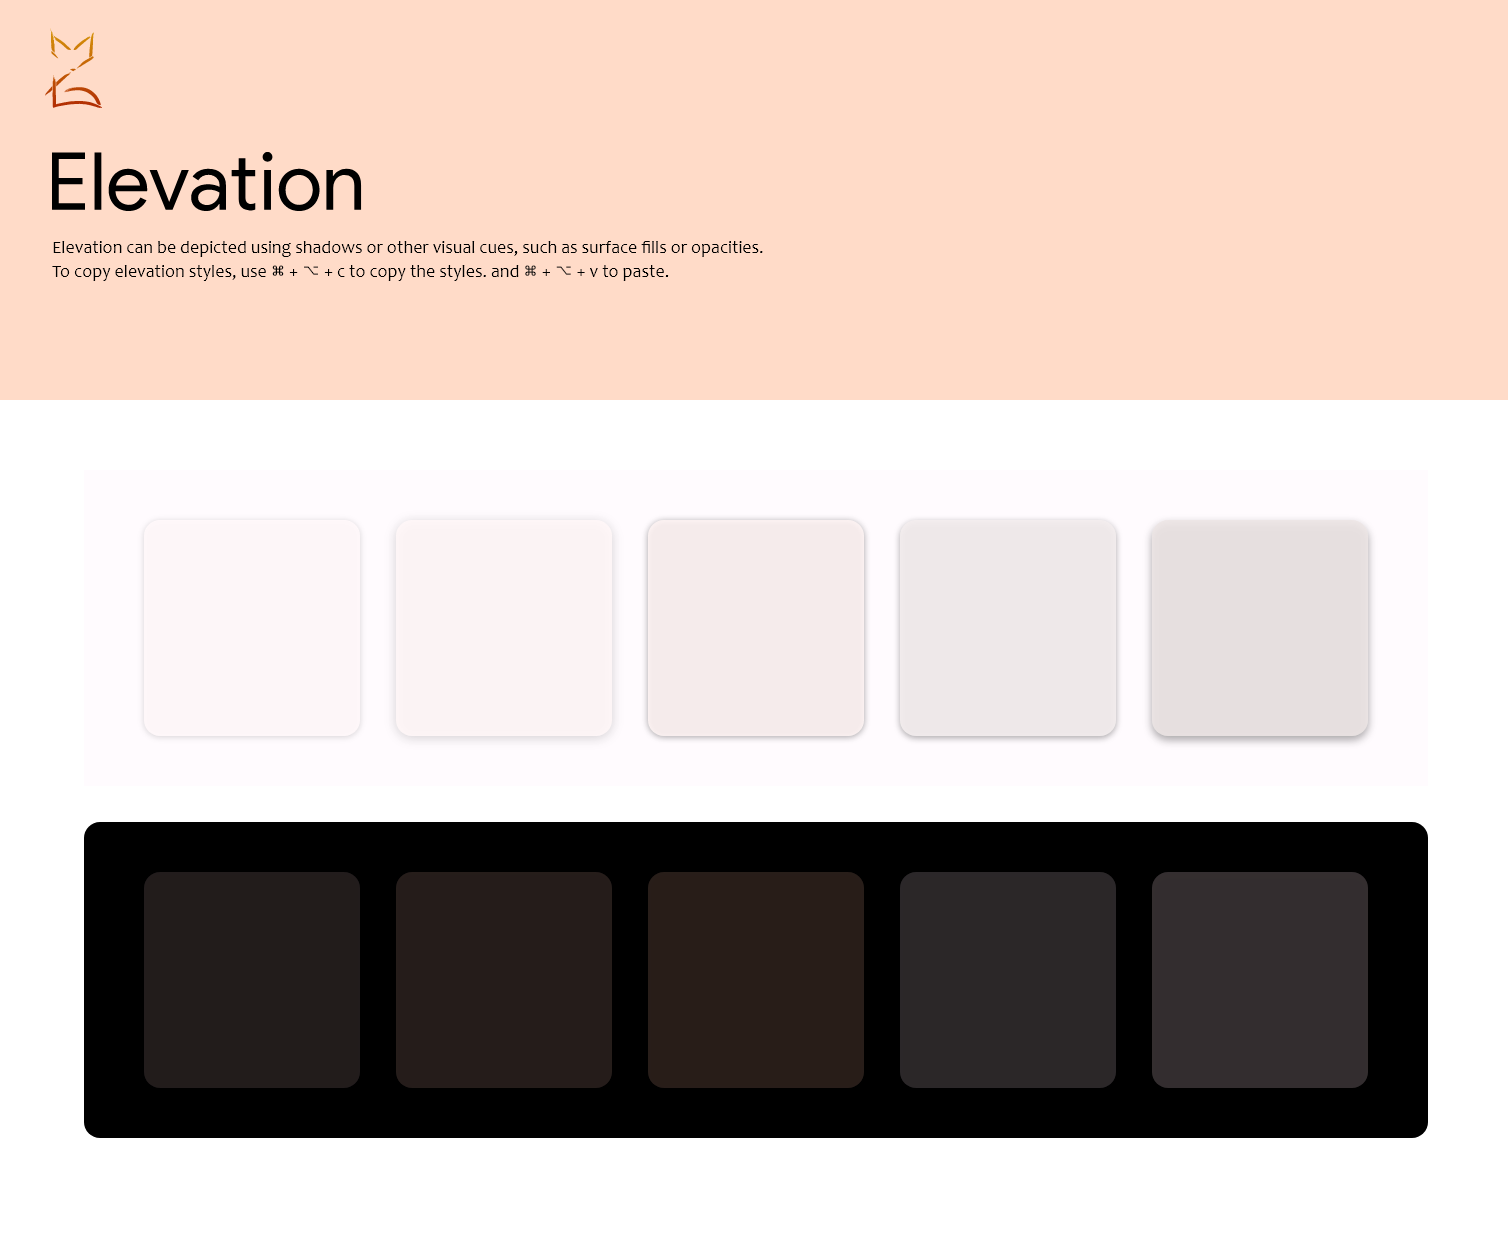 Elevation
Elevation can be depicted using shadows or other visual cues, such as surface fills or opacities.
To copy elevation styles, use ⌘ + ⌥ + c to copy the styles. and ⌘ + ⌥ + v to paste.